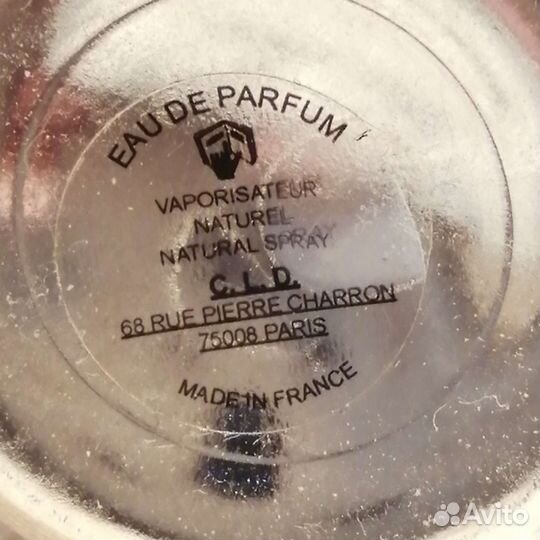 EAU DE PARFUM
VAPORISATEUR
NATUREL
NATURAL SPRAY
C. L. D.
68 RUE PIERRE CHARRON
75008 PARIS
MADE IN FRANCE
Avito